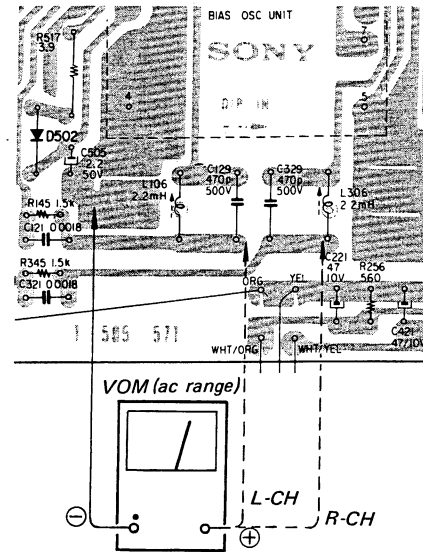 BIAS OSC UNIT
SONY
R517
3.9
4
5
D502
C505
2.2
50V
L106
2.2mH
C129
470p
500V
C329
470p
500V
L306
2.2mH
R145 1.5k
C121 0.0018
R345 1.5k
C321 0.0018
ORG
YEL
C221
47
10V
R256
560
C421
47/10V
WHT/ORG
WHT/YEL
VOM (ac range)
L-CH
R-CH
⊖
⊕